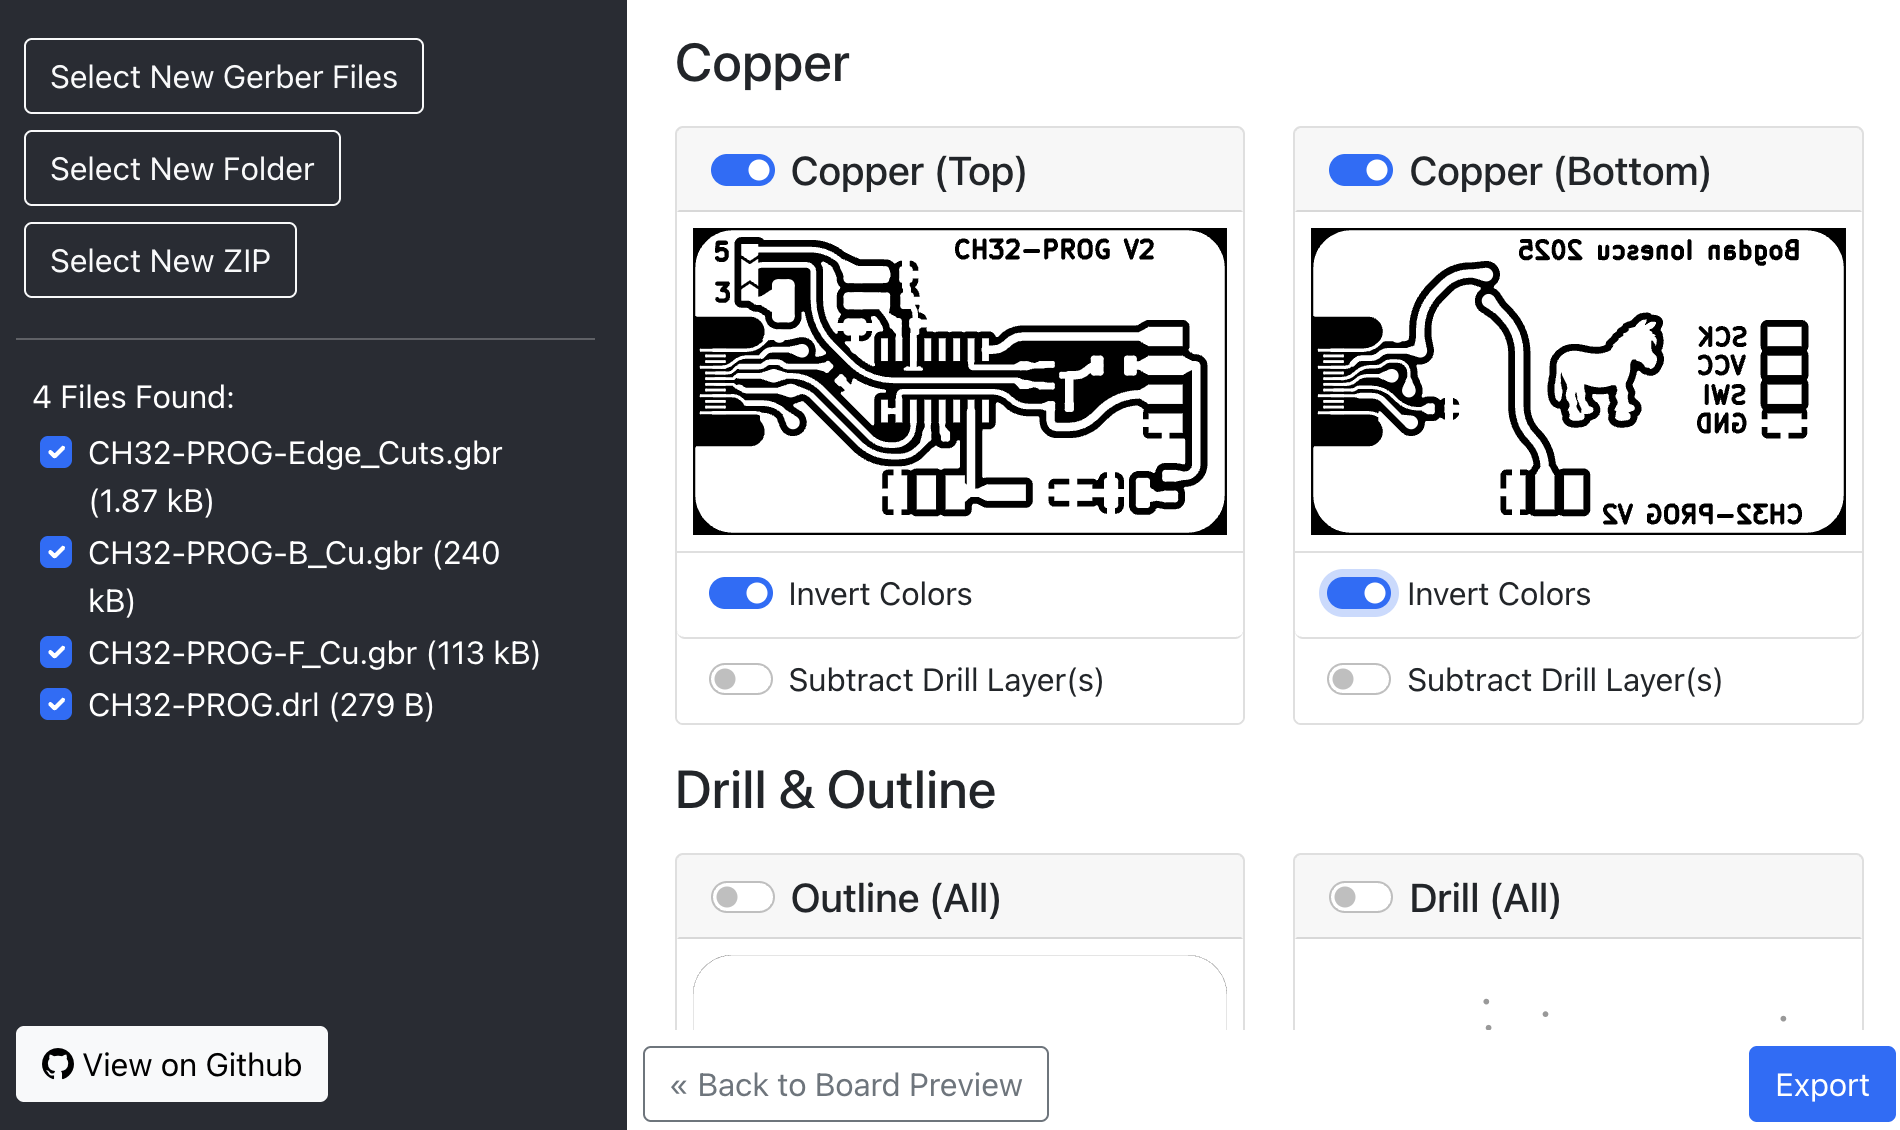 Select New Gerber Files
Select New Folder
Select New ZIP
4 Files Found:
CH32-PROG-Edge_Cuts.gbr
(1.87 kB)
CH32-PROG-B_Cu.gbr (240
kB)
CH32-PROG-F_Cu.gbr (113 kB)
CH32-PROG.drl (279 B)
View on Github
Copper
Copper (Top)
5
CH32-PROG V2
3
Invert Colors
Subtract Drill Layer(s)
Copper (Bottom)
Bogdan Ionescu 2025
SCK
VCC
SWI
GND
CH32-PROG V2
Invert Colors
Subtract Drill Layer(s)
Drill & Outline
Outline (All)
Drill (All)
« Back to Board Preview
Export